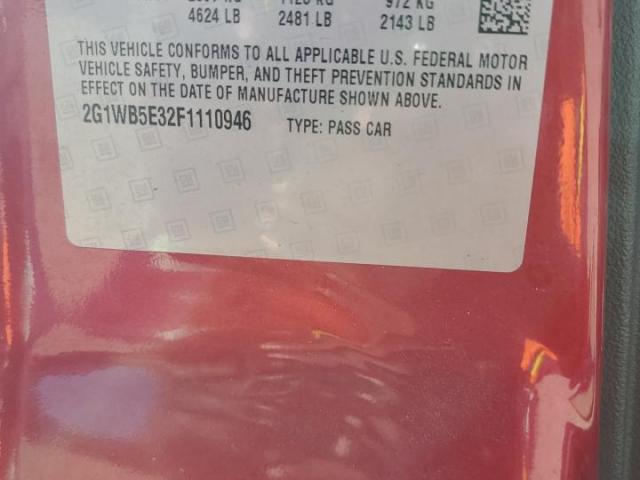 4624 LB 2481 LB 2143 LB
THIS VEHICLE CONFORMS TO ALL APPLICABLE U.S. FEDERAL MOTOR
VEHICLE SAFETY, BUMPER, AND THEFT PREVENTION STANDARDS IN
EFFECT ON THE DATE OF MANUFACTURE SHOWN ABOVE.
2G1WB5E32F1110946 TYPE: PASS CAR